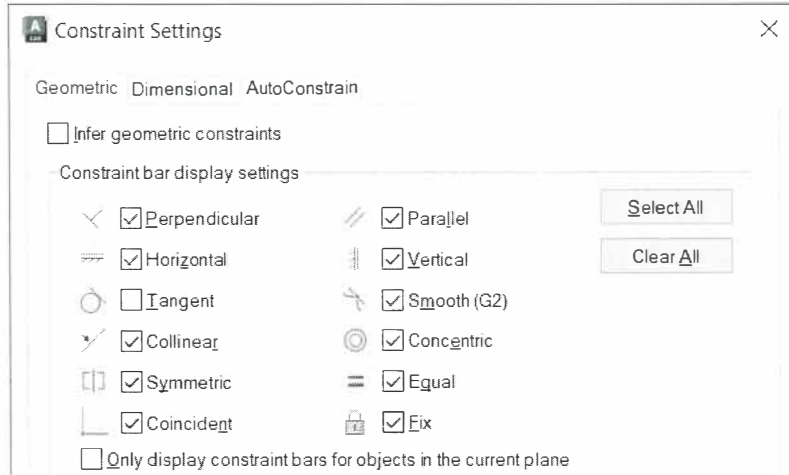 Constraint Settings
Geometric Dimensional AutoConstrain
Infer geometric constraints
Constraint bar display settings
Perpendicular Parallel Select All
Horizontal Vertical Clear All
Tangent Smooth (G2)
Collinear Concentric
Symmetric Equal
Coincident Fix
Only display constraint bars for objects in the current plane